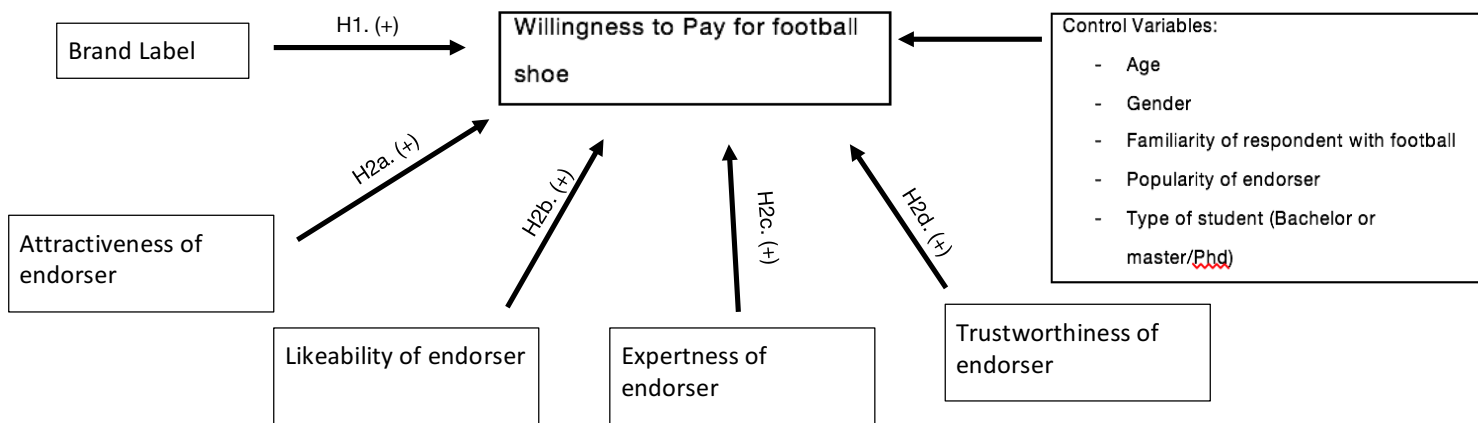 Brand Label
H1. (+)
Willingness to Pay for football
shoe
Control Variables:
- Age
- Gender
- Familiarity of respondent with football
- Popularity of endorser
- Type of student (Bachelor or
master/Phd)
H2a. (+)
H2b. (+)
H2c. (+)
H2d. (+)
Attractiveness of
endorser
Likeability of endorser
Expertness of
endorser
Trustworthiness of
endorser